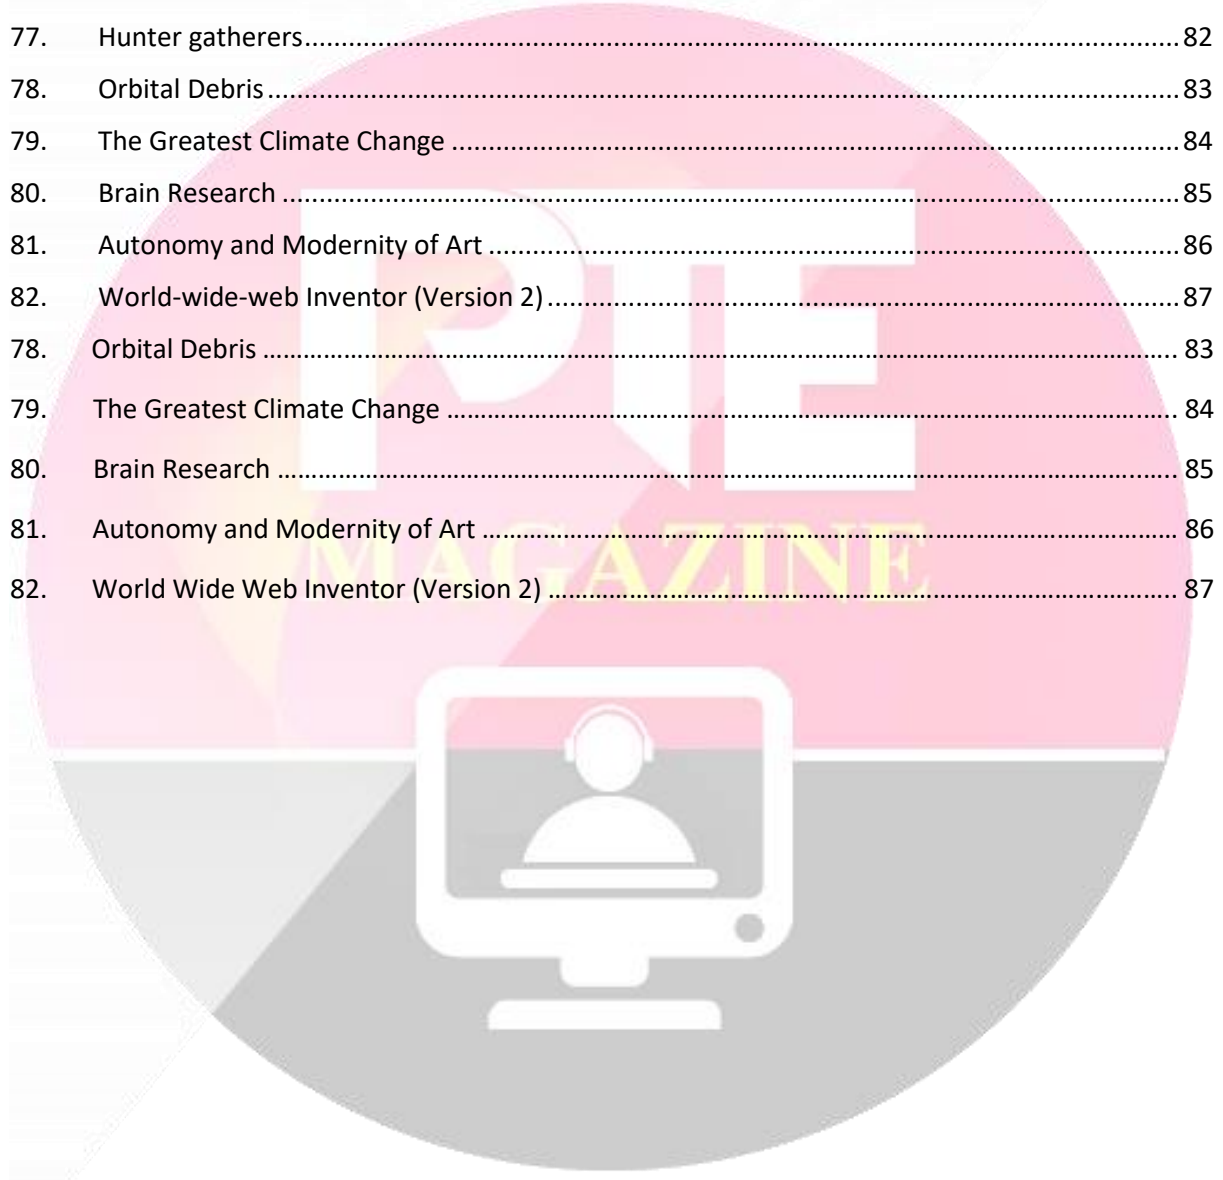 77. Hunter gatherers........................................................................................................................ 82
78. Orbital Debris............................................................................................................................. 83
79. The Greatest Climate Change .................................................................................................... 84
80. Brain Research ........................................................................................................................... 85
81. Autonomy and Modernity of Art ............................................................................................... 86
82. World-wide-web Inventor (Version 2) ....................................................................................... 87
78. Orbital Debris ............................................................................................................................. 83
79. The Greatest Climate Change .................................................................................................... 84
80. Brain Research ........................................................................................................................... 85
81. Autonomy and Modernity of Art ............................................................................................... 86
82. World Wide Web Inventor (Version 2) ...................................................................................... 87
PTE
MAGAZINE